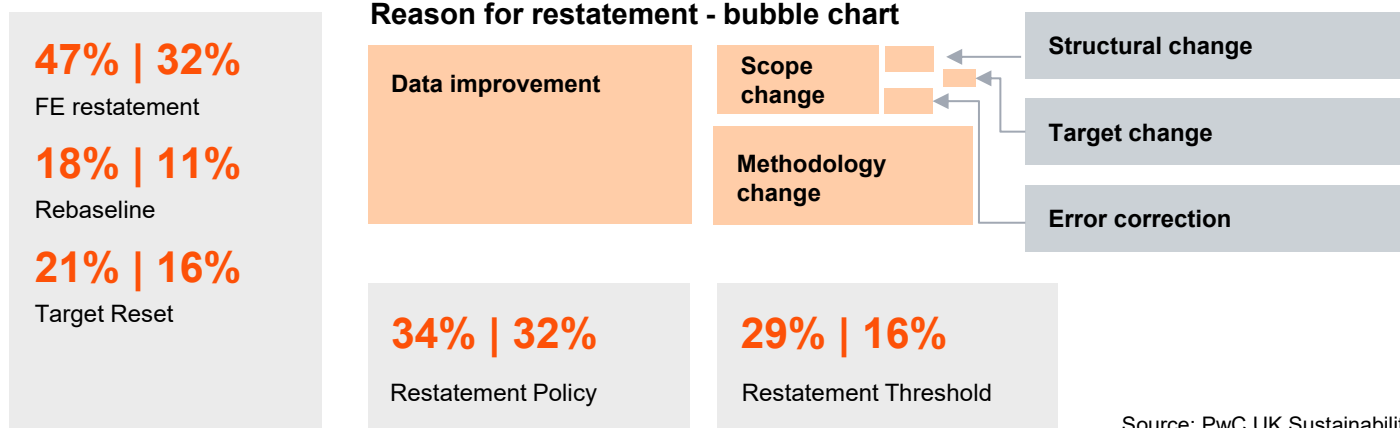 Reason for restatement - bubble chart
47% | 32%
FE restatement
18% | 11%
Rebaseline
21% | 16%
Target Reset
Data improvement
Scope
change
Methodology
change
Structural change
Target change
Error correction
34% | 32%
Restatement Policy
29% | 16%
Restatement Threshold
Source: PwC UK